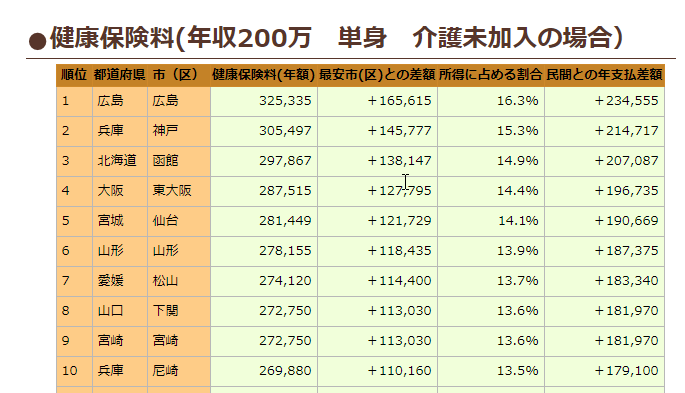 ●健康保険料(年収200万　単身　介護未加入の場合)
順位 都道府県 市（区） 健康保険料(年額) 最安市(区)との差額 所得に占める割合 民間との年支払差額
1 広島 広島 325,335 +165,615 16.3% +234,555
2 兵庫 神戸 305,497 +145,777 15.3% +214,717
3 北海道 函館 297,867 +138,147 14.9% +207,087
4 大阪 東大阪 287,515 +127,795 14.4% +196,735
5 宮城 仙台 281,449 +121,729 14.1% +190,669
6 山形 山形 278,155 +118,435 13.9% +187,375
7 愛媛 松山 274,120 +114,400 13.7% +183,340
8 山口 下関 272,750 +113,030 13.6% +181,970
9 宮崎 宮崎 272,750 +113,030 13.6% +181,970
10 兵庫 尼崎 269,880 +110,160 13.5% +179,100